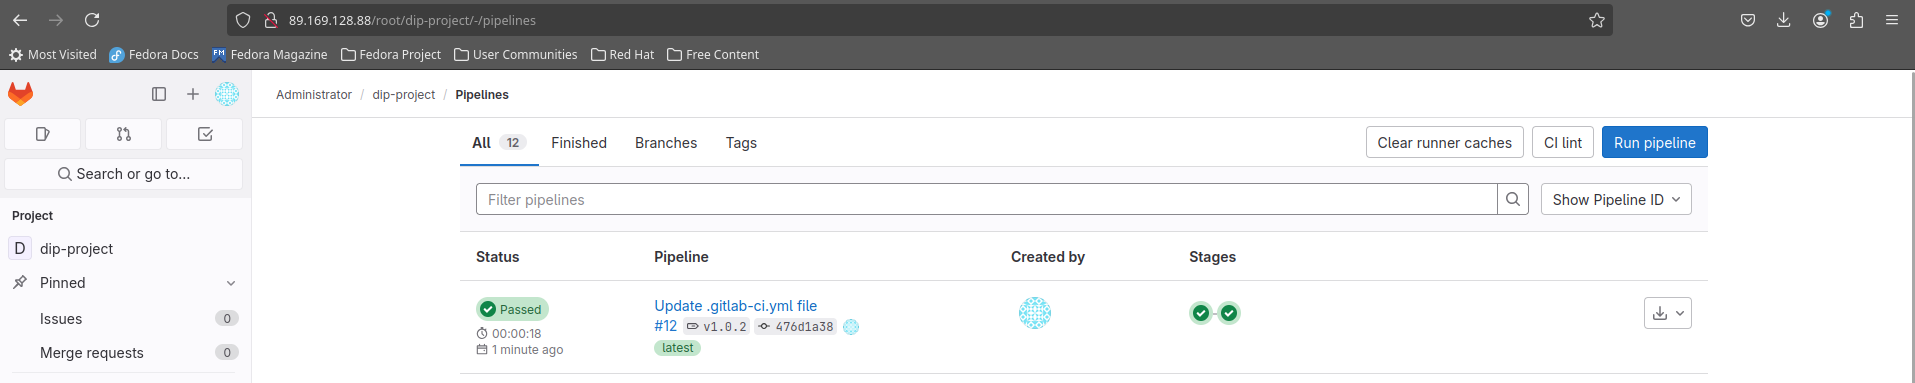 89.169.128.88/root/dip-project/-/pipelines
Most Visited Fedora Docs FM Fedora Magazine Fedora Project User Communities Red Hat Free Content
Administrator / dip-project / Pipelines
Search or go to...
Project
D dip-project
Pinned
Issues 0
Merge requests 0
All 12 Finished Branches Tags Clear runner caches CI lint Run pipeline
Filter pipelines Show Pipeline ID
Status Pipeline Created by Stages
Passed
00:00:18
1 minute ago
Update .gitlab-ci.yml file
#12 v1.0.2 476d1a38
latest